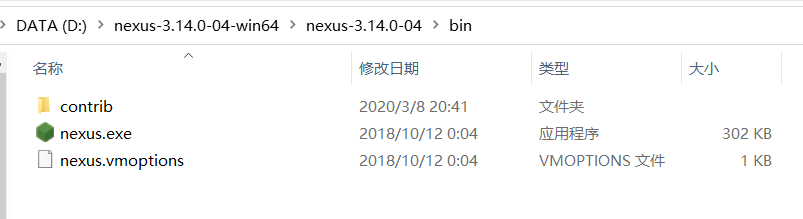 DATA (D:) nexus-3.14.0-04-win64 nexus-3.14.0-04 bin
名称 修改日期 类型 大小
contrib 2020/3/8 20:41 文件夹
nexus.exe 2018/10/12 0:04 应用程序 302 KB
nexus.vmoptions 2018/10/12 0:04 VMOPTIONS 文件 1 KB